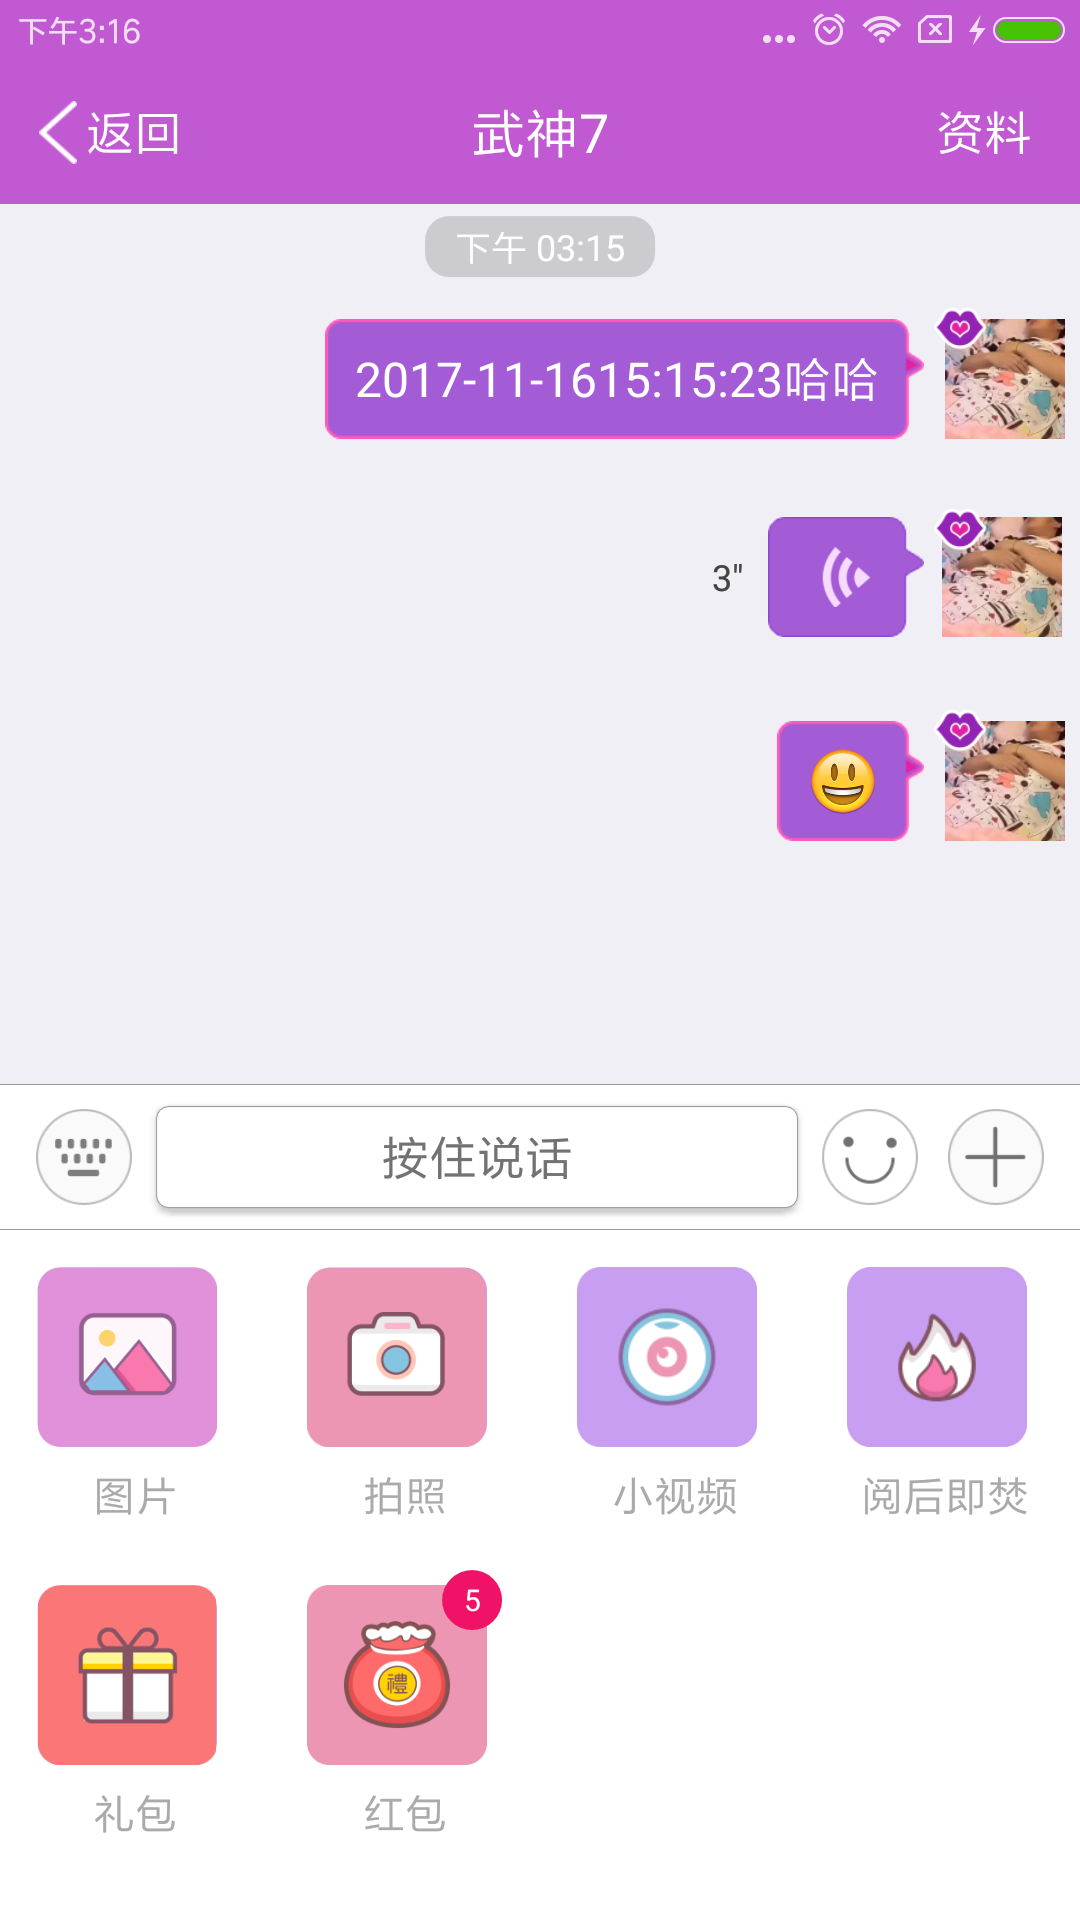 下午3:16
返回 武神7 资料
下午 03:15
2017-11-1615:15:23哈哈
3"
按住说话
图片 拍照 小视频 阅后即焚
5
禮
礼包 红包